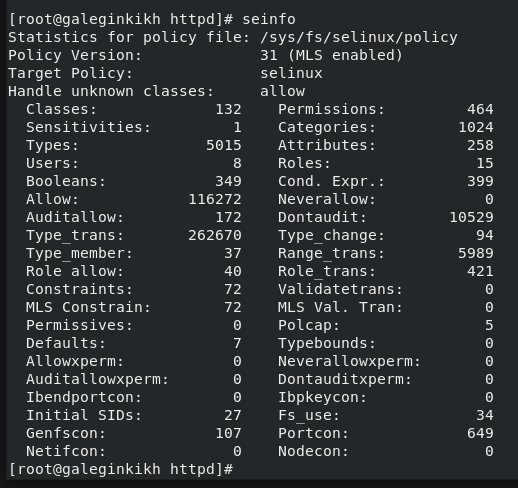 [root@galeginkikh httpd]# seinfo
Statistics for policy file: /sys/fs/selinux/policy
Policy Version:             31 (MLS enabled)
Target Policy:              selinux
Handle unknown classes:     allow
  Classes:             132    Permissions:         464
  Sensitivities:         1    Categories:         1024
  Types:              5015    Attributes:          258
  Users:                 8    Roles:                15
  Booleans:            349    Cond. Expr.:         399
  Allow:            116272    Neverallow:            0
  Auditallow:          172    Dontaudit:         10529
  Type_trans:       262670    Type_change:          94
  Type_member:          37    Range_trans:        5989
  Role allow:           40    Role_trans:          421
  Constraints:          72    Validatetrans:         0
  MLS Constrain:        72    MLS Val. Tran:         0
  Permissives:           0    Polcap:                5
  Defaults:              7    Typebounds:            0
  Allowxperm:            0    Neverallowxperm:       0
  Auditallowxperm:       0    Dontauditxperm:        0
  Ibendportcon:          0    Ibpkeycon:             0
  Initial SIDs:         27    Fs_use:               34
  Genfscon:            107    Portcon:             649
  Netifcon:              0    Nodecon:               0
[root@galeginkikh httpd]#